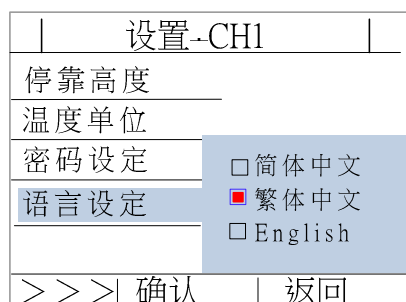 设置-CH1
停靠高度
温度单位
密码设定
语言设定
□简体中文
■繁体中文
□English
>>> 确认 返回